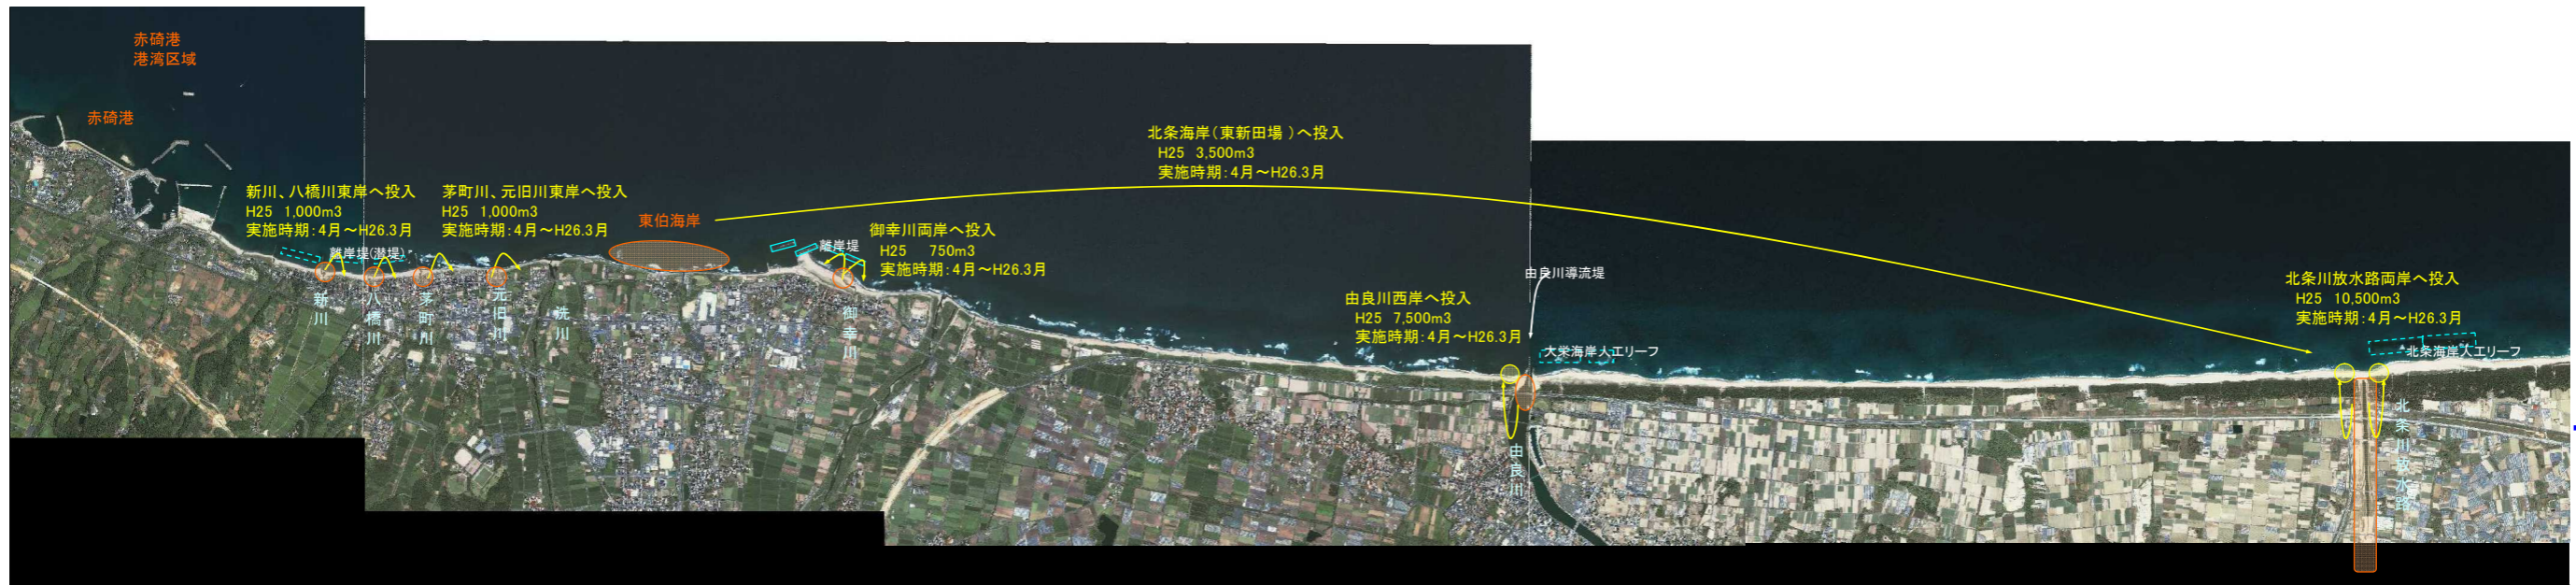 赤碕港
港湾区域
赤碕港
新川、八橋川東岸へ投入
H25 1,000m3
実施時期:4月～H26.3月
茅町川、元旧川東岸へ投入
H25 1,000m3
実施時期:4月～H26.3月
東伯海岸
離岸堤(潜堤)
離岸堤
御幸川両岸へ投入
H25 750m3
実施時期:4月～H26.3月
北条海岸(東新田場 )へ投入
H25 3,500m3
実施時期:4月～H26.3月
由良川西岸へ投入
H25 7,500m3
実施時期:4月～H26.3月
由良川導流堤
大栄海岸人工リーフ
北条川放水路両岸へ投入
H25 10,500m3
実施時期:4月～H26.3月
北条海岸人工リーフ
新川
八橋川
茅町川
元旧川
洗川
御幸川
由良川
北条川放水路